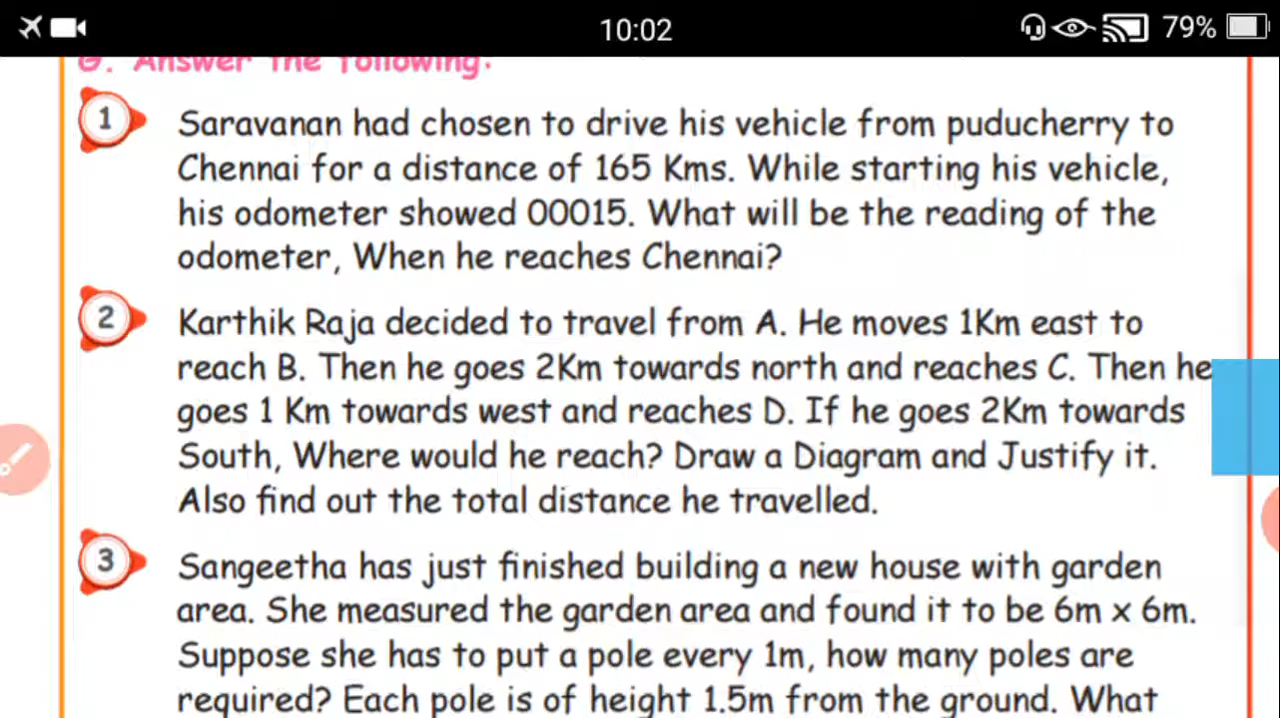 10:02
79%
G. Answer the following:
1
Saravanan had chosen to drive his vehicle from puducherry to
Chennai for a distance of 165 Kms. While starting his vehicle,
his odometer showed 00015. What will be the reading of the
odometer, When he reaches Chennai?
2
Karthik Raja decided to travel from A. He moves 1Km east to
reach B. Then he goes 2Km towards north and reaches C. Then he
goes 1 Km towards west and reaches D. If he goes 2Km towards
South, Where would he reach? Draw a Diagram and Justify it.
Also find out the total distance he travelled.
3
Sangeetha has just finished building a new house with garden
area. She measured the garden area and found it to be 6m x 6m.
Suppose she has to put a pole every 1m, how many poles are
required? Each pole is of height 1.5m from the ground. What